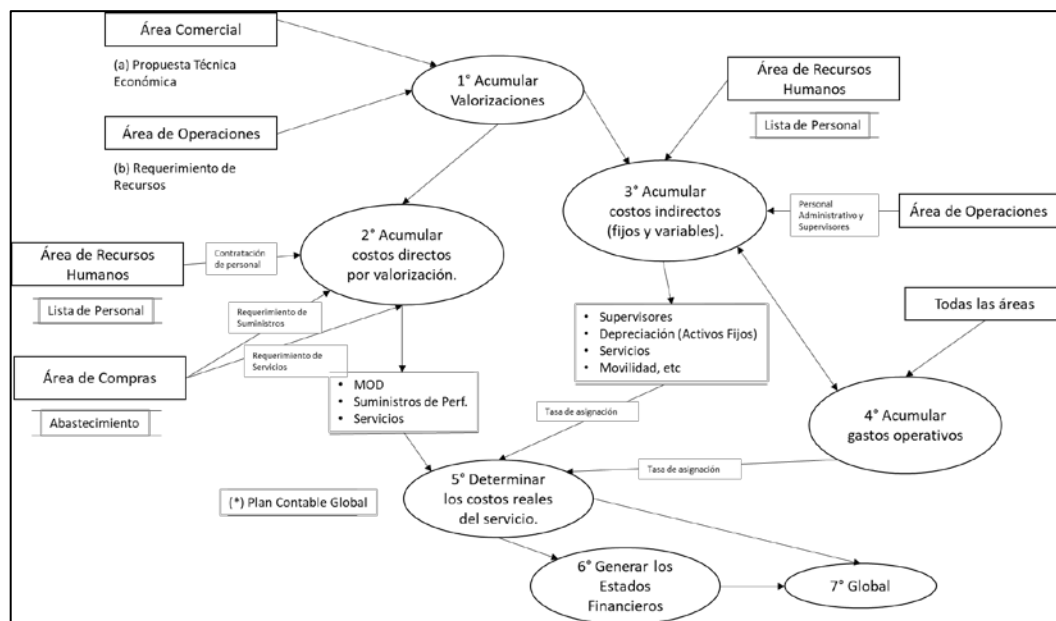 Área Comercial
(a) Propuesta Técnica
Económica
Área de Operaciones
(b) Requerimiento de
Recursos
1° Acumular
Valorizaciones
Área de Recursos
Humanos
Lista de Personal
3° Acumular
costos indirectos
(fijos y variables).
Personal
Administrativo y
Supervisores
Área de Operaciones
Área de Recursos
Humanos
Lista de Personal
Contratación
de personal
2° Acumular
costos directos
por valorización.
Requerimiento
de Suministros
Requerimiento de
Servicios
Área de Compras
Abastecimiento
• MOD
• Suministros de Perf.
• Servicios
• Supervisores
• Depreciación (Activos Fijos)
• Servicios
• Movilidad, etc
Todas las áreas
4° Acumular
gastos operativos
Tasa de asignación
Tasa de asignación
5° Determinar
los costos reales
del servicio.
(*) Plan Contable Global
6° Generar los
Estados
Financieros
7° Global